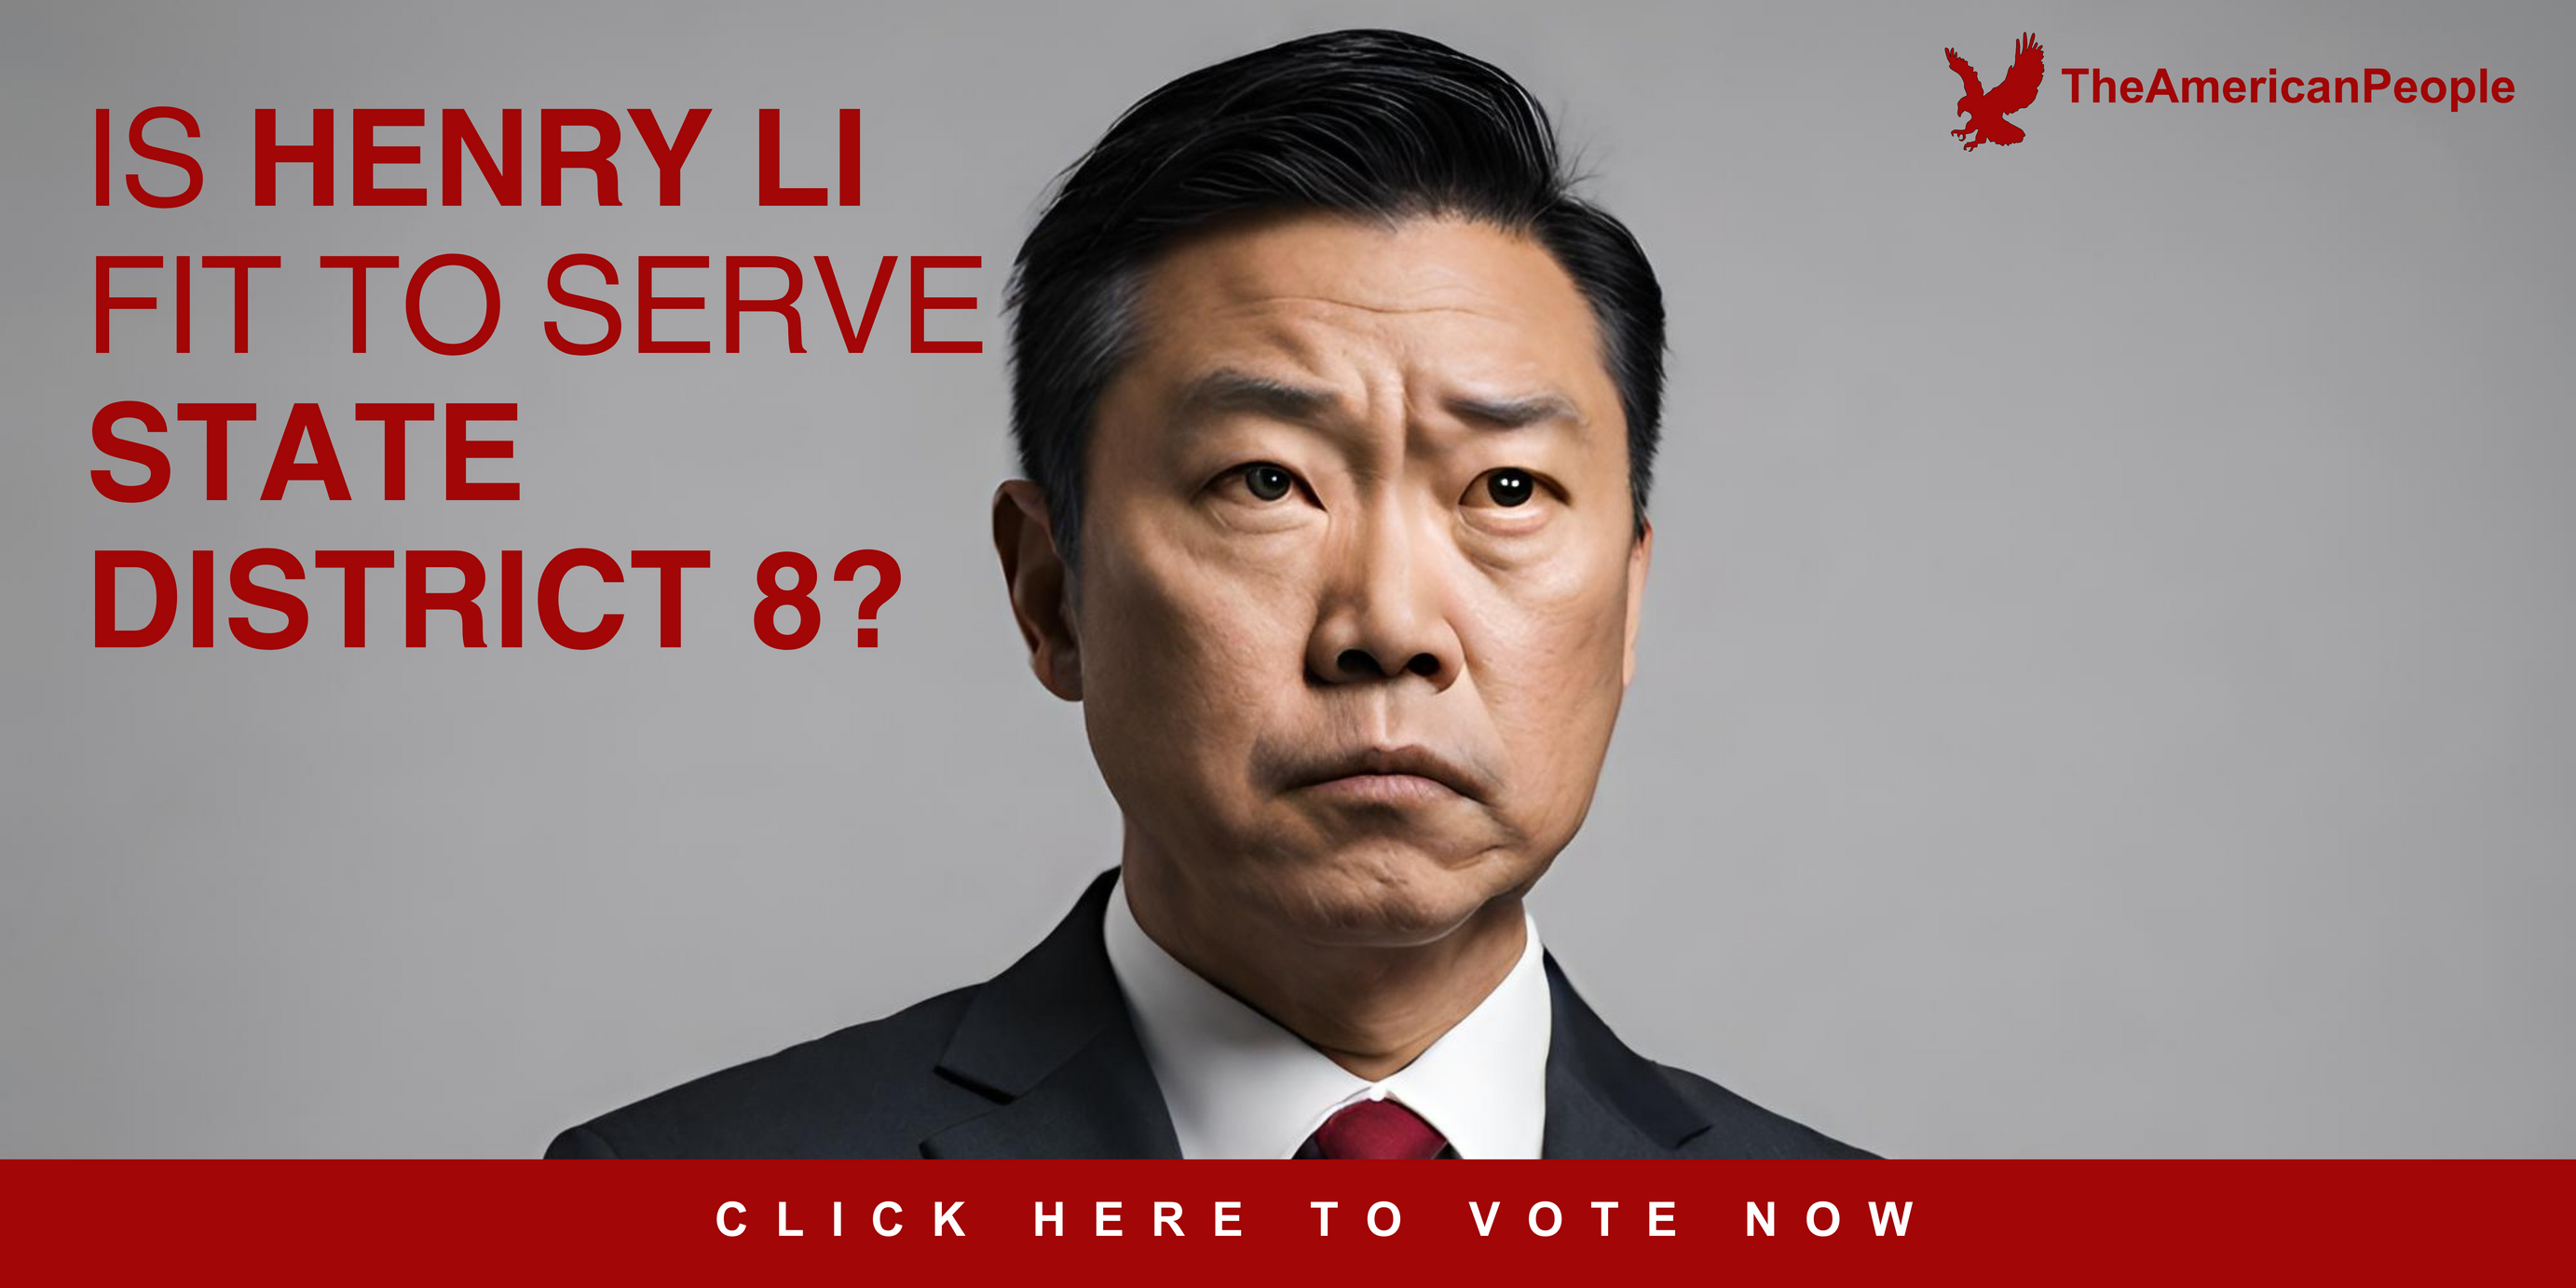 IS HENRY LI
FIT TO SERVE
STATE
DISTRICT 8?
TheAmericanPeople
CLICK HERE TO VOTE NOW